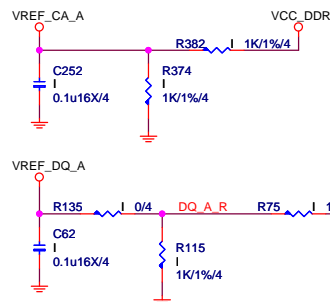 VREF_CA_A
VCC_DDR
R382
I
1K/1%/4
C252
I
0.1u16X/4
R374
I
1K/1%/4
VREF_DQ_A
R135
I
0/4
DQ_A_R
R75
I
1
C62
I
0.1u16X/4
R115
I
1K/1%/4